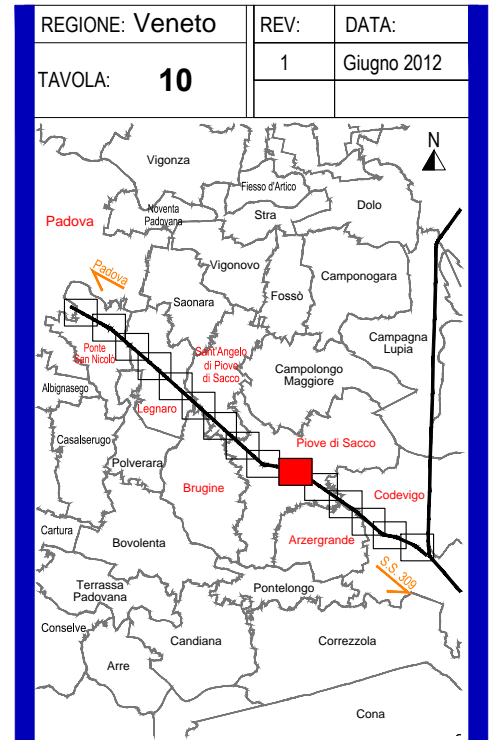 REGIONE: Veneto
REV:
DATA:
TAVOLA: 10
1
Giugno 2012
N
Vigonza
Fiesso d'Artico
Noventa
Padovana
Stra
Dolo
Padova
Padova
Vigonovo
Camponogara
Saonara
Fossò
Campagna
Lupia
Ponte
San Nicolò
Sant'Angelo
di Piove
di Sacco
Campolongo
Maggiore
Albignasego
Legnaro
Casalserugo
Piove di Sacco
Polverara
Brugine
Codevigo
Cartura
Bovolenta
Arzergrande
S.S. 309
Terrassa
Padovana
Pontelongo
Conselve
Candiana
Correzzola
Arre
Cona